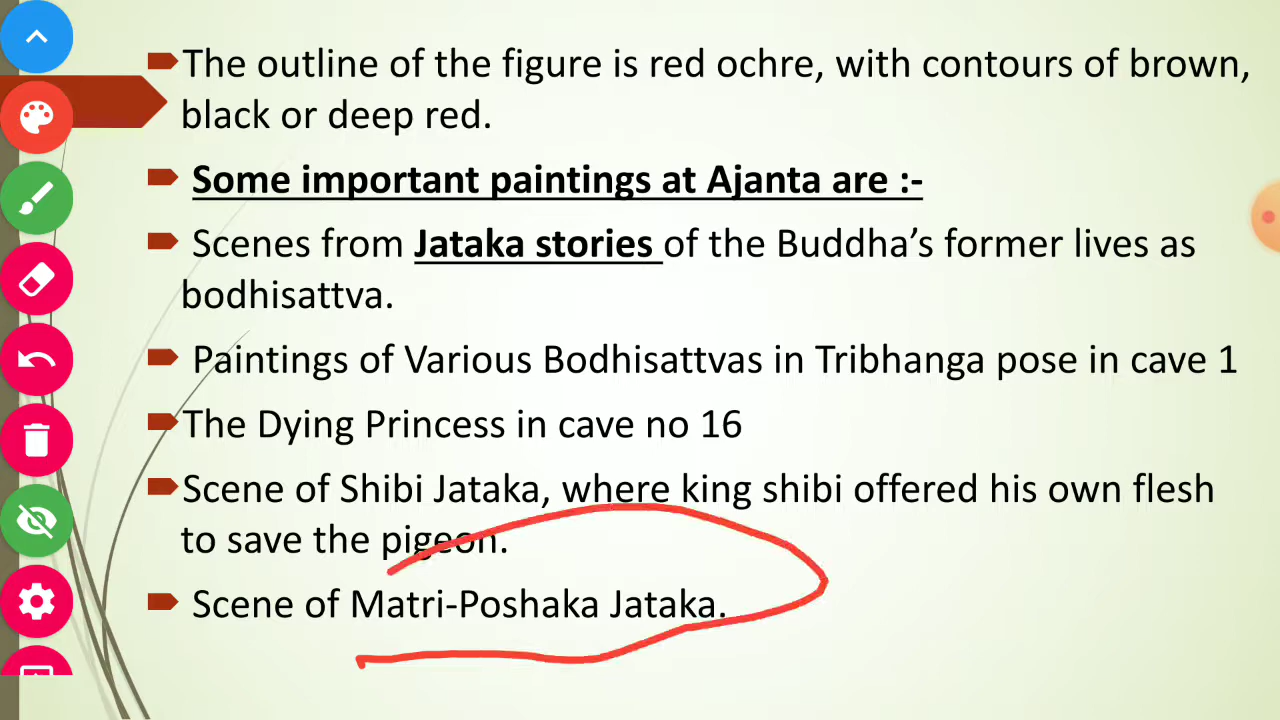 The outline of the figure is red ochre, with contours of brown,
black or deep red.
Some important paintings at Ajanta are :-
Scenes from Jataka stories of the Buddha’s former lives as
bodhisattva.
Paintings of Various Bodhisattvas in Tribhanga pose in cave 1
The Dying Princess in cave no 16
Scene of Shibi Jataka, where king shibi offered his own flesh
to save the pigeon.
Scene of Matri-Poshaka Jataka.